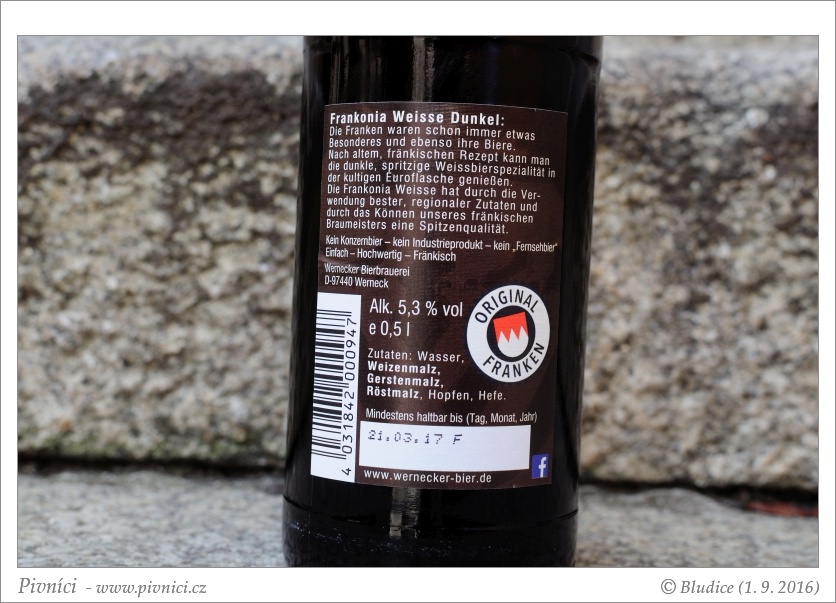 Frankonia Weisse Dunkel:
Die Franken waren schon immer etwas
Besonderes und ebenso ihre Biere.
Nach altem, fränkischen Rezept kann man
die dunkle, spritzige Weissbierspezialität in
der kultigen Euroflasche genießen.
Die Frankonia Weisse hat durch die Ver-
wendung bester, regionaler Zutaten und
durch das Können unseres fränkischen
Braumeisters eine Spitzenqualität.
Kein Konzernbier – kein Industrieprodukt – kein „Fernsehbier“
Einfach – Hochwertig – Fränkisch
Wernecker Bierbrauerei
D-97440 Werneck
4 031842 000947
Alk. 5,3 % vol
e 0,5 l
ORIGINAL
FRANKEN
Zutaten: Wasser,
Weizenmalz,
Gerstenmalz,
Röstmalz, Hopfen, Hefe.
Mindestens haltbar bis (Tag, Monat, Jahr)
21.03.17 F
www.wernecker-bier.de
f
Pivníci - www.pivnici.cz
© Bludice (1. 9. 2016)